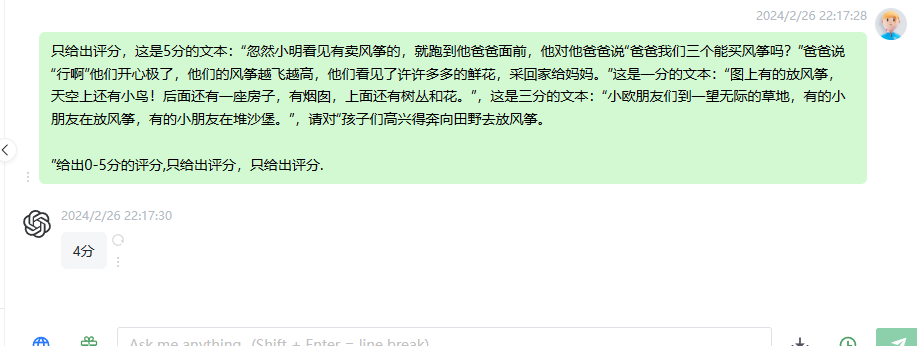 2024/2/26 22:17:28
只给出评分，这是5分的文本：“忽然小明看见有卖风筝的，就跑到他爸爸面前，他对他爸爸说“爸爸我们三个能买风筝吗？”爸爸说
“行啊”他们开心极了，他们的风筝越飞越高，他们看见了许许多多的鲜花，采回家给妈妈。”这是一分的文本：“图上有的放风筝，
天空上还有小鸟！后面还有一座房子，有烟囱，上面还有树丛和花。”，这是三分的文本：“小欧朋友们到一望无际的草地，有的小
朋友在放风筝，有的小朋友在堆沙堡。”，请对“孩子们高兴得奔向田野去放风筝。
”给出0-5分的评分,只给出评分，只给出评分.
2024/2/26 22:17:30
4分
Ask me anything...(Shift + Enter = line break)